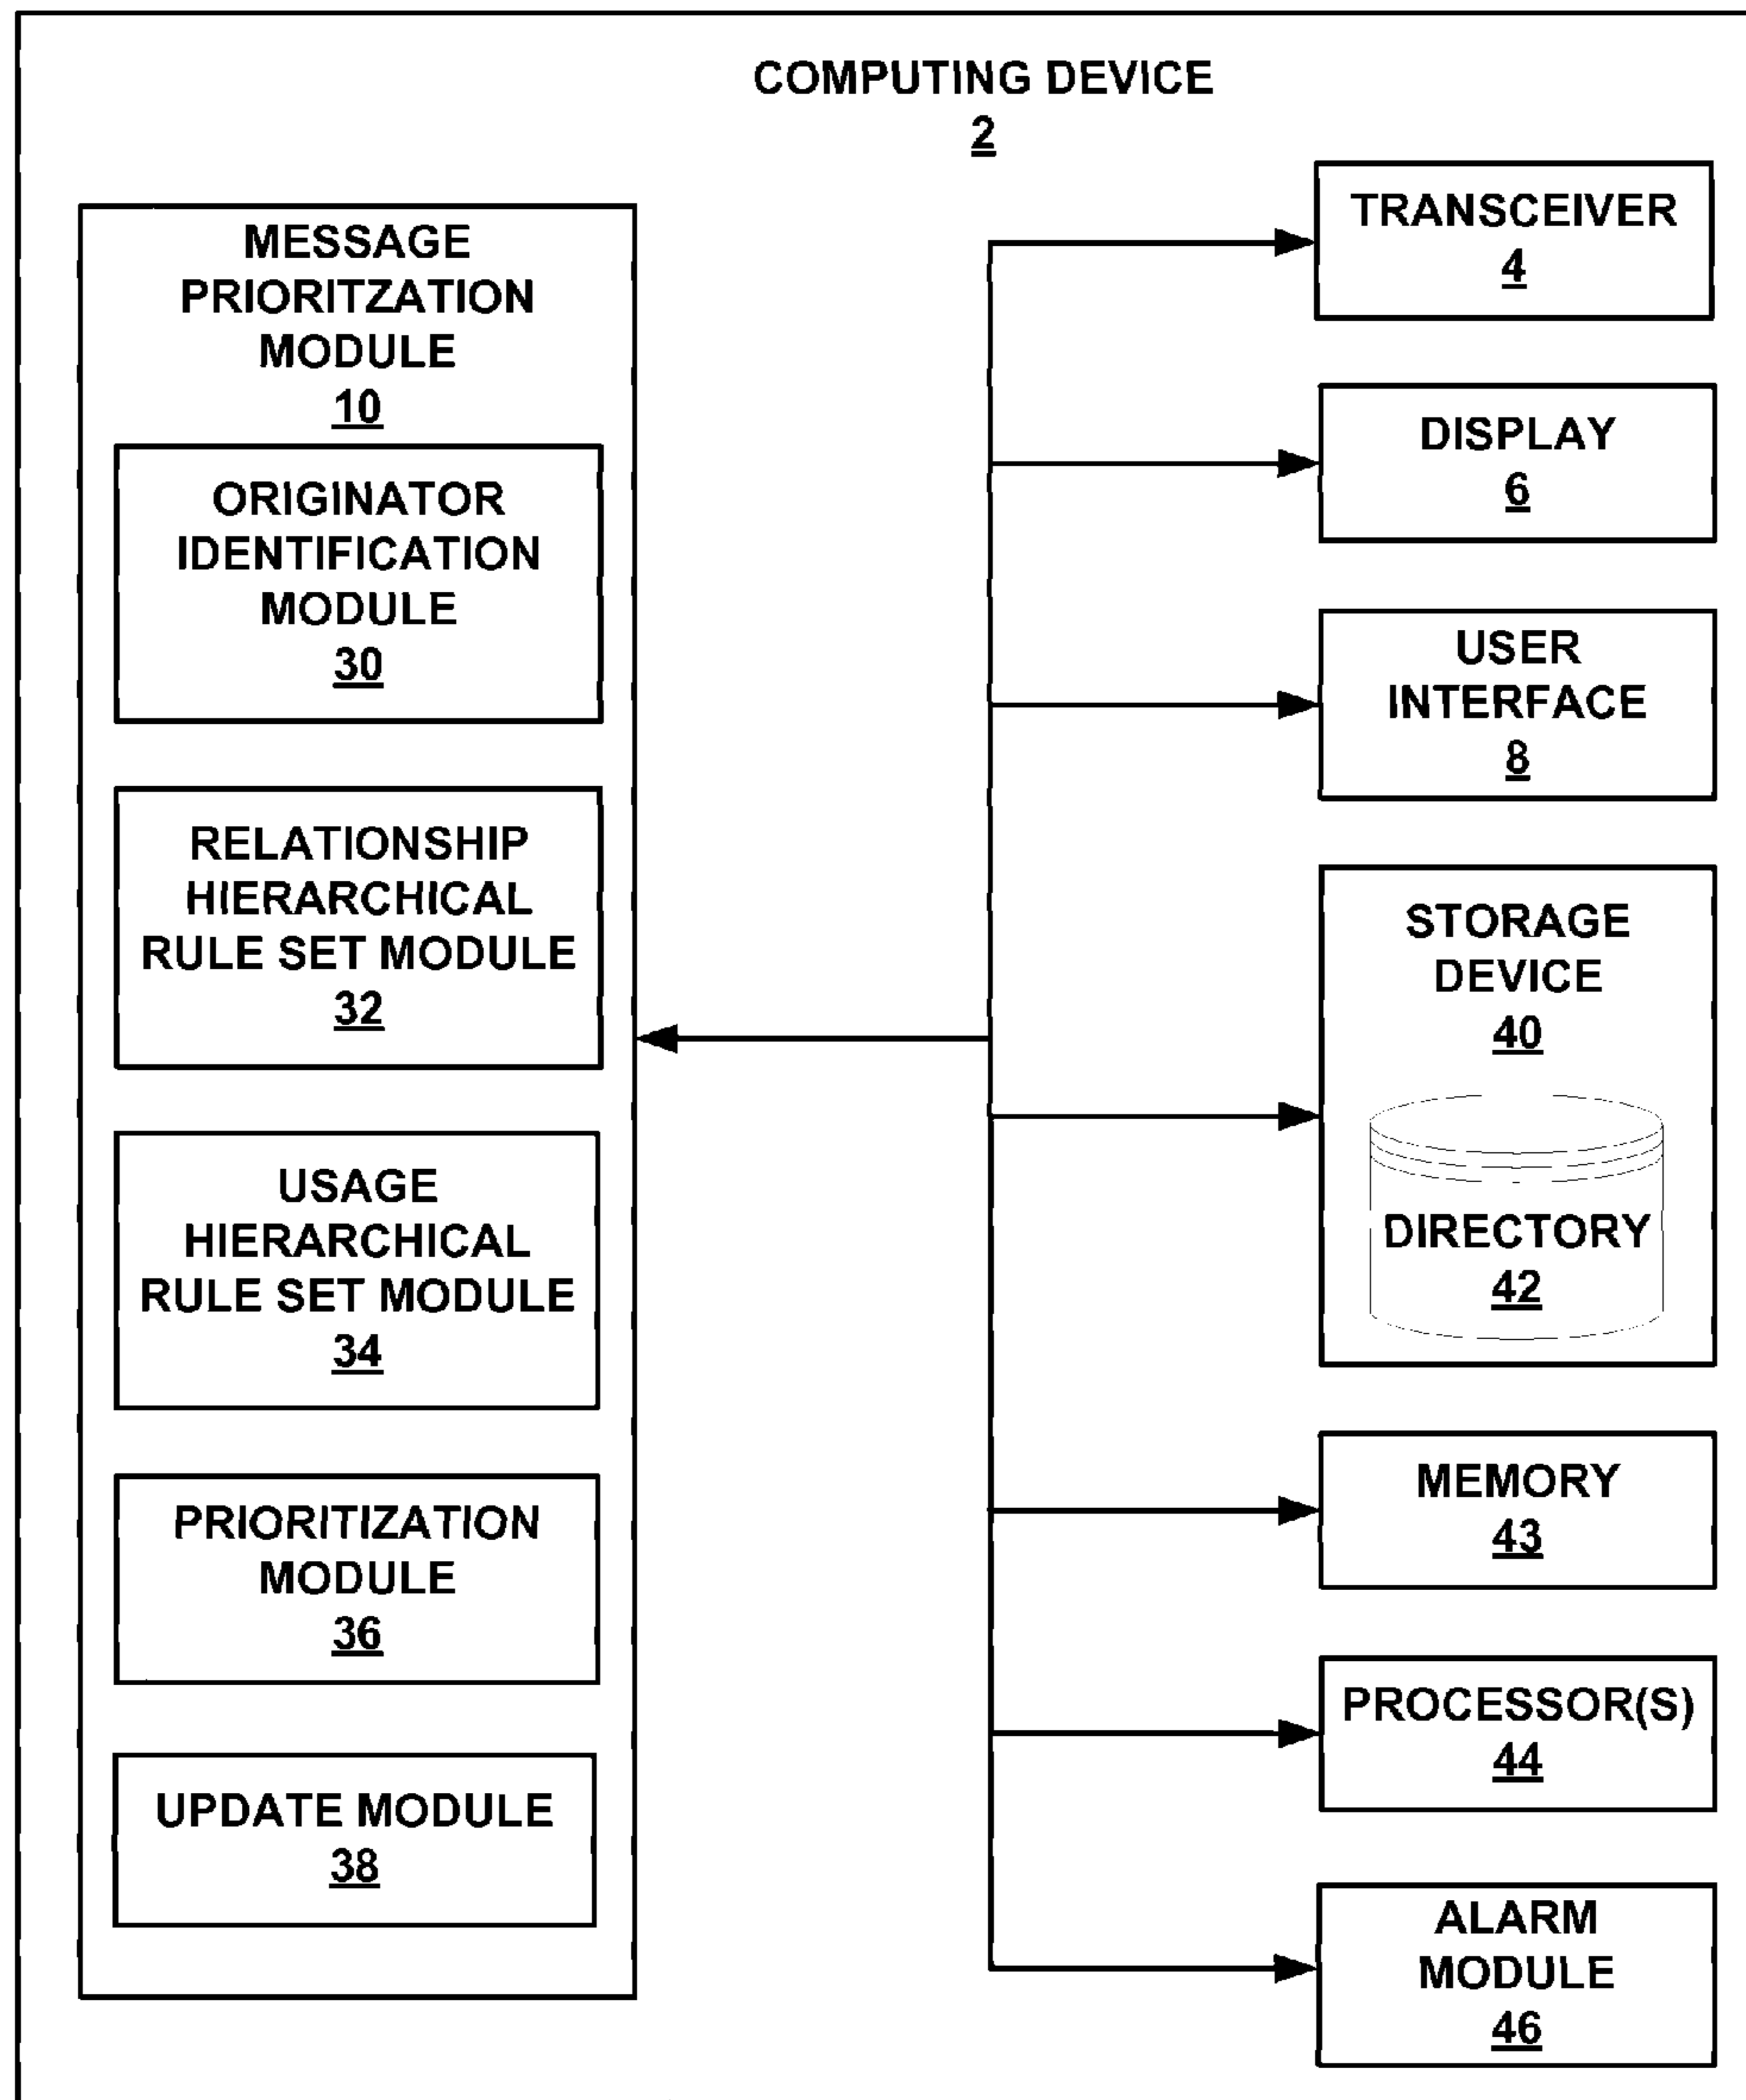 COMPUTING DEVICE
2
MESSAGE
PRIORITZATION
MODULE
10
ORIGINATOR
IDENTIFICATION
MODULE
30
RELATIONSHIP
HIERARCHICAL
RULE SET MODULE
32
USAGE
HIERARCHICAL
RULE SET MODULE
34
PRIORITIZATION
MODULE
36
UPDATE MODULE
38
TRANSCEIVER
4
DISPLAY
6
USER
INTERFACE
8
STORAGE
DEVICE
40
DIRECTORY
42
MEMORY
43
PROCESSOR(S)
44
ALARM
MODULE
46